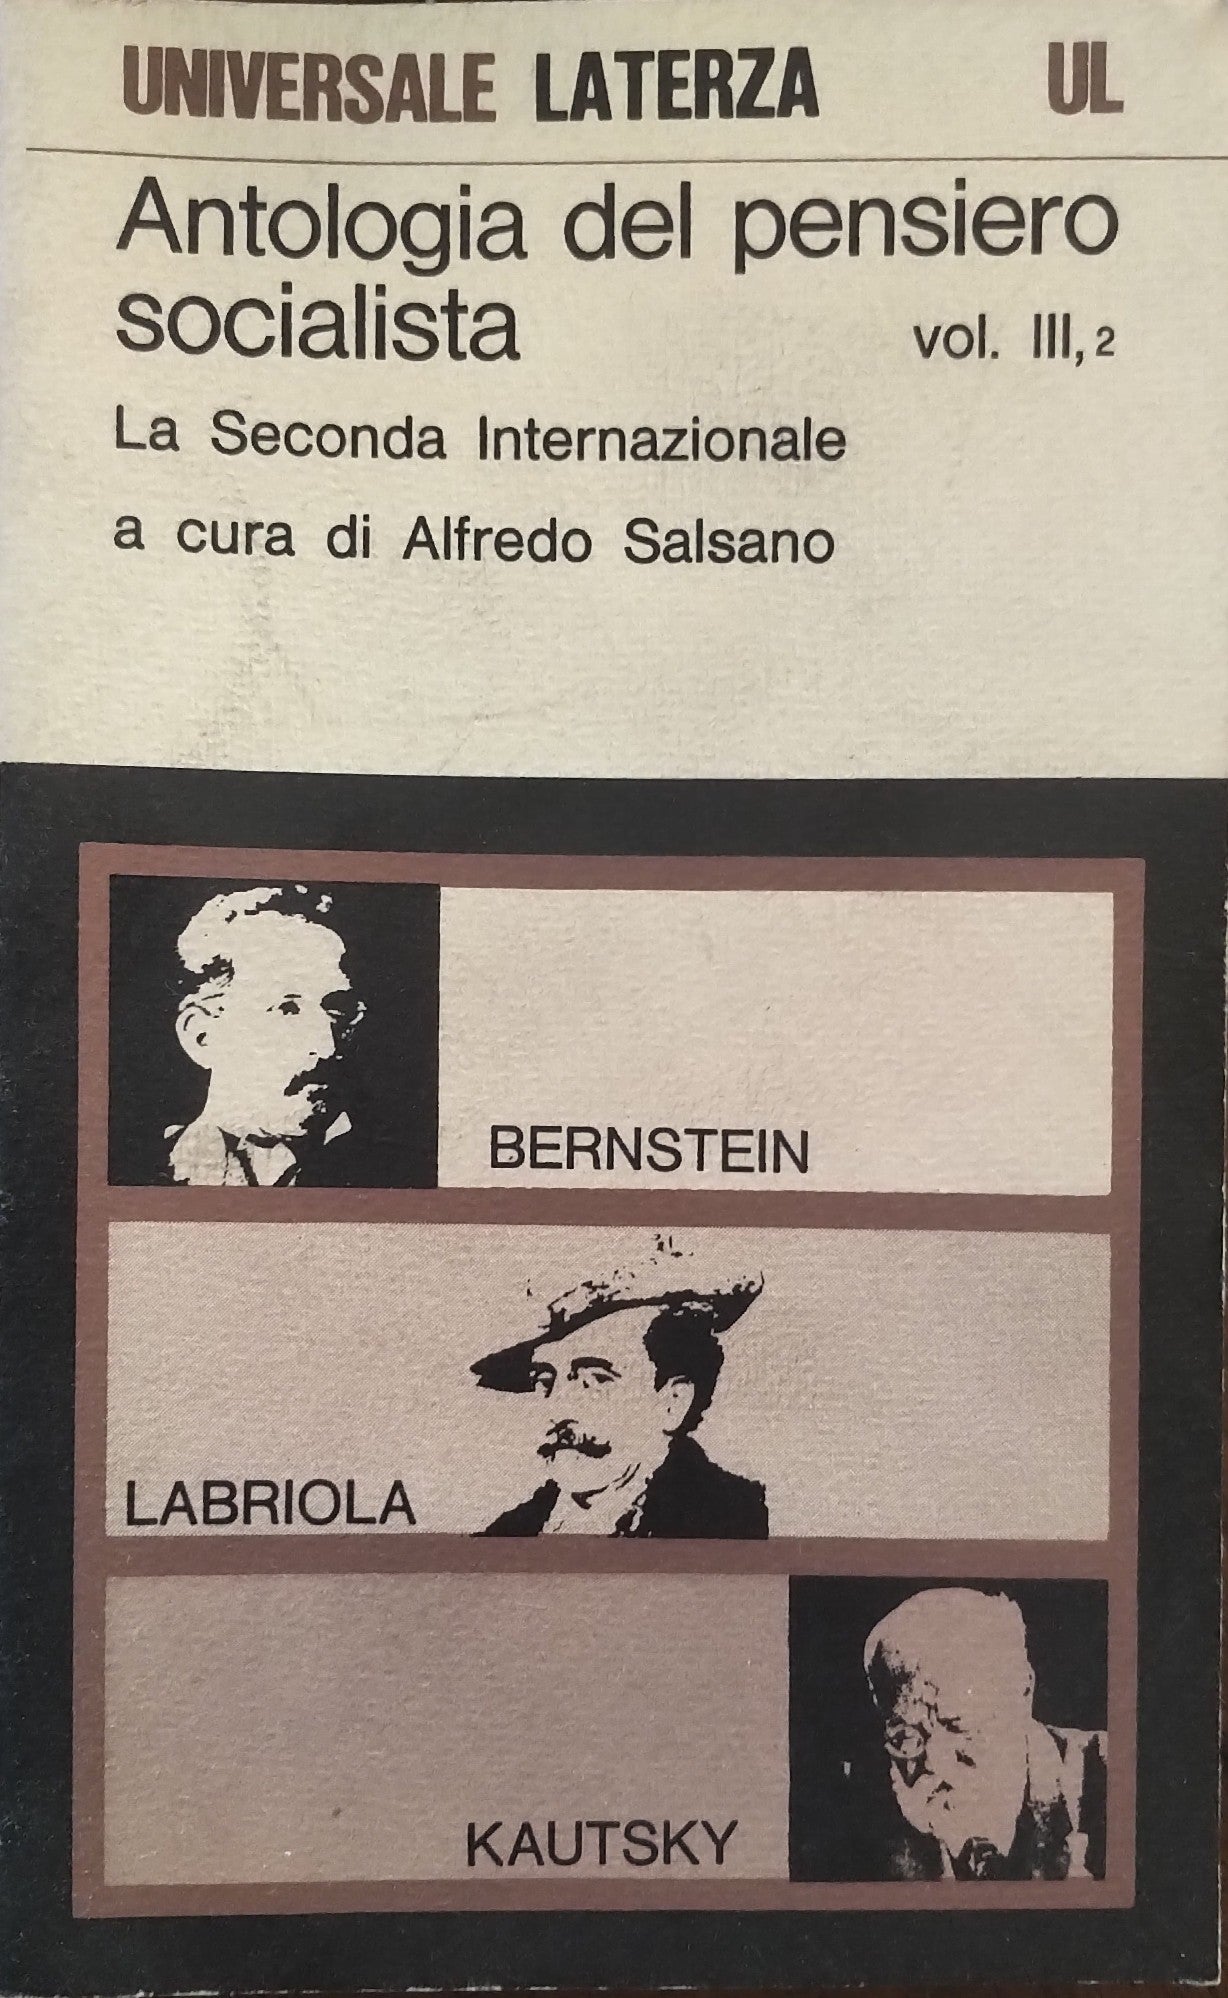 UNIVERSALE LATERZA UL
Antologia del pensiero
socialista vol. III, 2
La Seconda Internazionale
a cura di Alfredo Salsano
BERNSTEIN
LABRIOLA
KAUTSKY